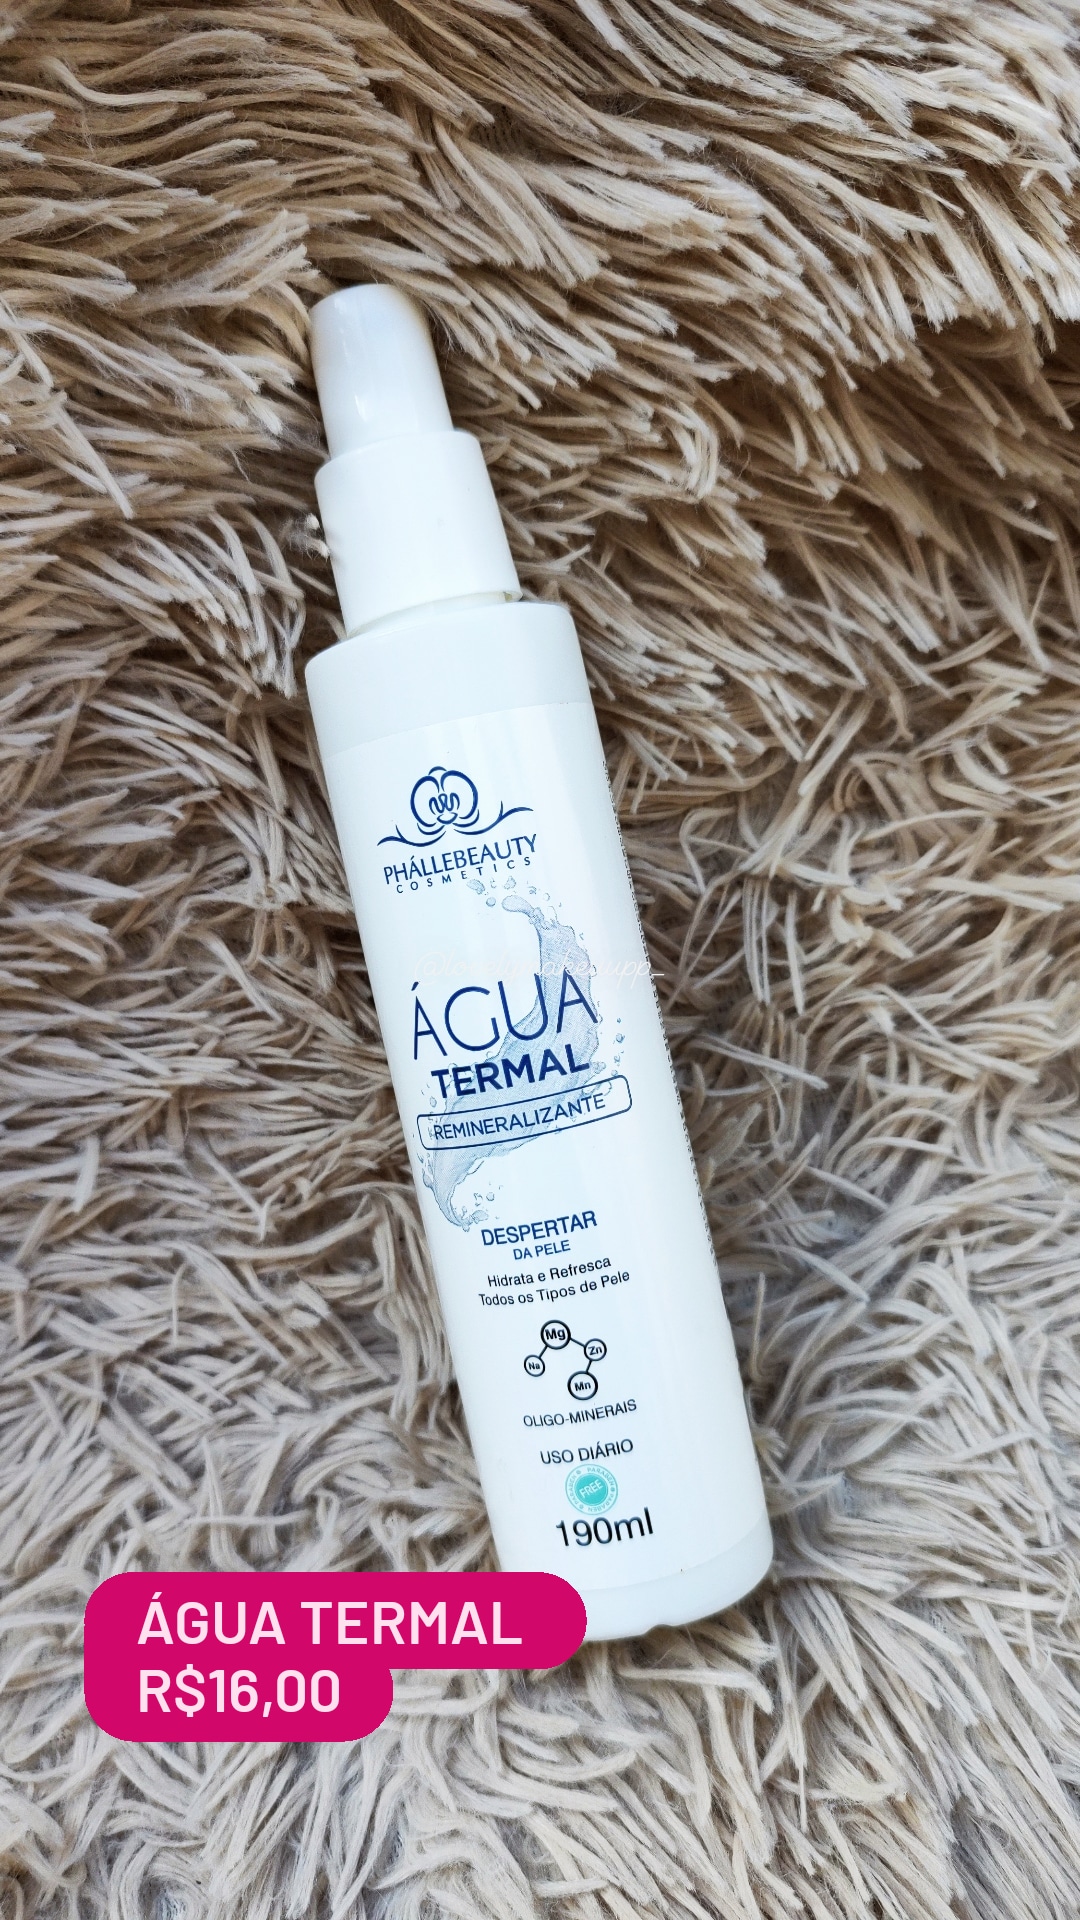 PHÁLLEBEAUTY
COSMETICS
ÁGUA
TERMAL
REMINERALIZANTE
DESPERTAR
DA PELE
Hidrata e Refresca
Todos os Tipos de Pele
Mg
Na
Zn
Mn
OLIGO-MINERAIS
USO DIÁRIO
FREE
190ml
ÁGUA TERMAL
R$16,00